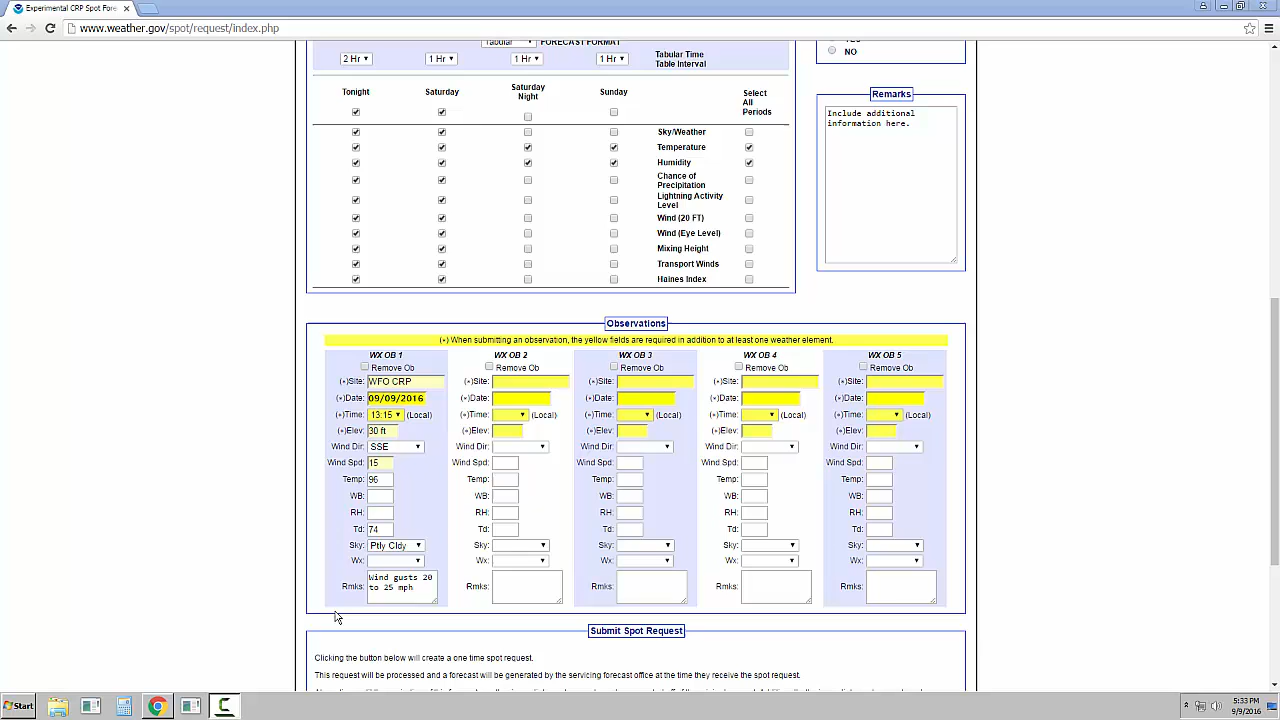 Experimental CRP Spot Fore
www.weather.gov/spot/request/index.php
Tabular FORECAST FORMAT
2 Hr 1 Hr 1 Hr 1 Hr Tabular Time
Table Interval
Tonight Saturday Saturday
Night Sunday Select
All
Periods
Sky/Weather
Temperature
Humidity
Chance of
Precipitation
Lightning Activity
Level
Wind (20 FT)
Wind (Eye Level)
Mixing Height
Transport Winds
Haines Index
NO
Remarks
Include additional
information here.
Observations
(*) When submitting an observation, the yellow fields are required in addition to at least one weather element.
WX OB 1 WX OB 2 WX OB 3 WX OB 4 WX OB 5
Remove Ob Remove Ob Remove Ob Remove Ob Remove Ob
(*)Site: WFO CRP (*)Site: (*)Site: (*)Site: (*)Site:
(*)Date: 09/09/2016 (*)Date: (*)Date: (*)Date: (*)Date:
(*)Time: 13:15 (Local) (*)Time: (Local) (*)Time: (Local) (*)Time: (Local) (*)Time: (Local)
(*)Elev: 30 ft (*)Elev: (*)Elev: (*)Elev: (*)Elev:
Wind Dir: SSE Wind Dir: Wind Dir: Wind Dir: Wind Dir:
Wind Spd: 15 Wind Spd: Wind Spd: Wind Spd: Wind Spd:
Temp: 96 Temp: Temp: Temp: Temp:
WB: WB: WB: WB: WB:
RH: RH: RH: RH: RH:
Td: 74 Td: Td: Td: Td:
Sky: Ptly Cldy Sky: Sky: Sky: Sky:
Wx: Wx: Wx: Wx: Wx:
Rmks: Wind gusts 20
to 25 mph Rmks: Rmks: Rmks: Rmks:
Submit Spot Request
Clicking the button below will create a one time spot request.
This request will be processed and a forecast will be generated by the servicing forecast office at the time they receive the spot request.
Start
5:33 PM
9/9/2016